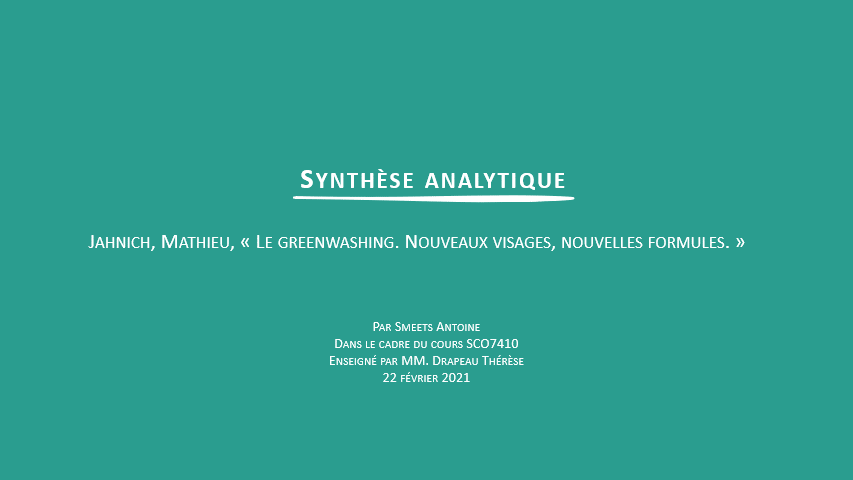 Synthèse analytique
Jahnich, Mathieu, « Le greenwashing. Nouveaux visages, nouvelles formules. »
Par Smeets Antoine
Dans le cadre du cours SCO7410
Enseigné par MM. Drapeau Thérèse
22 février 2021